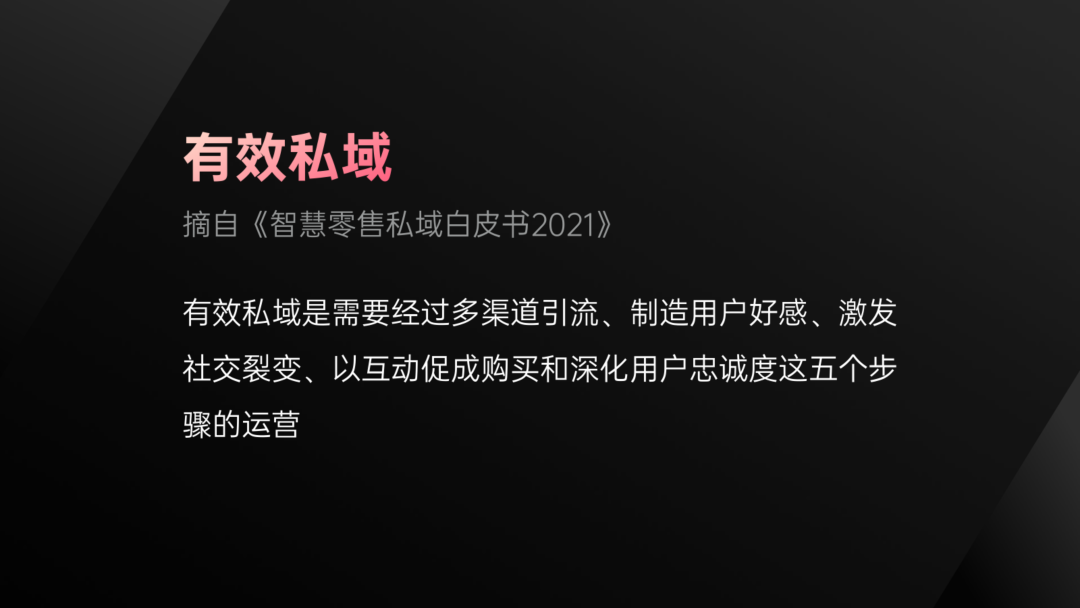 有效私域
摘自《智慧零售私域白皮书2021》
有效私域是需要经过多渠道引流、制造用户好感、激发
社交裂变、以互动促成购买和深化用户忠诚度这五个步
骤的运营